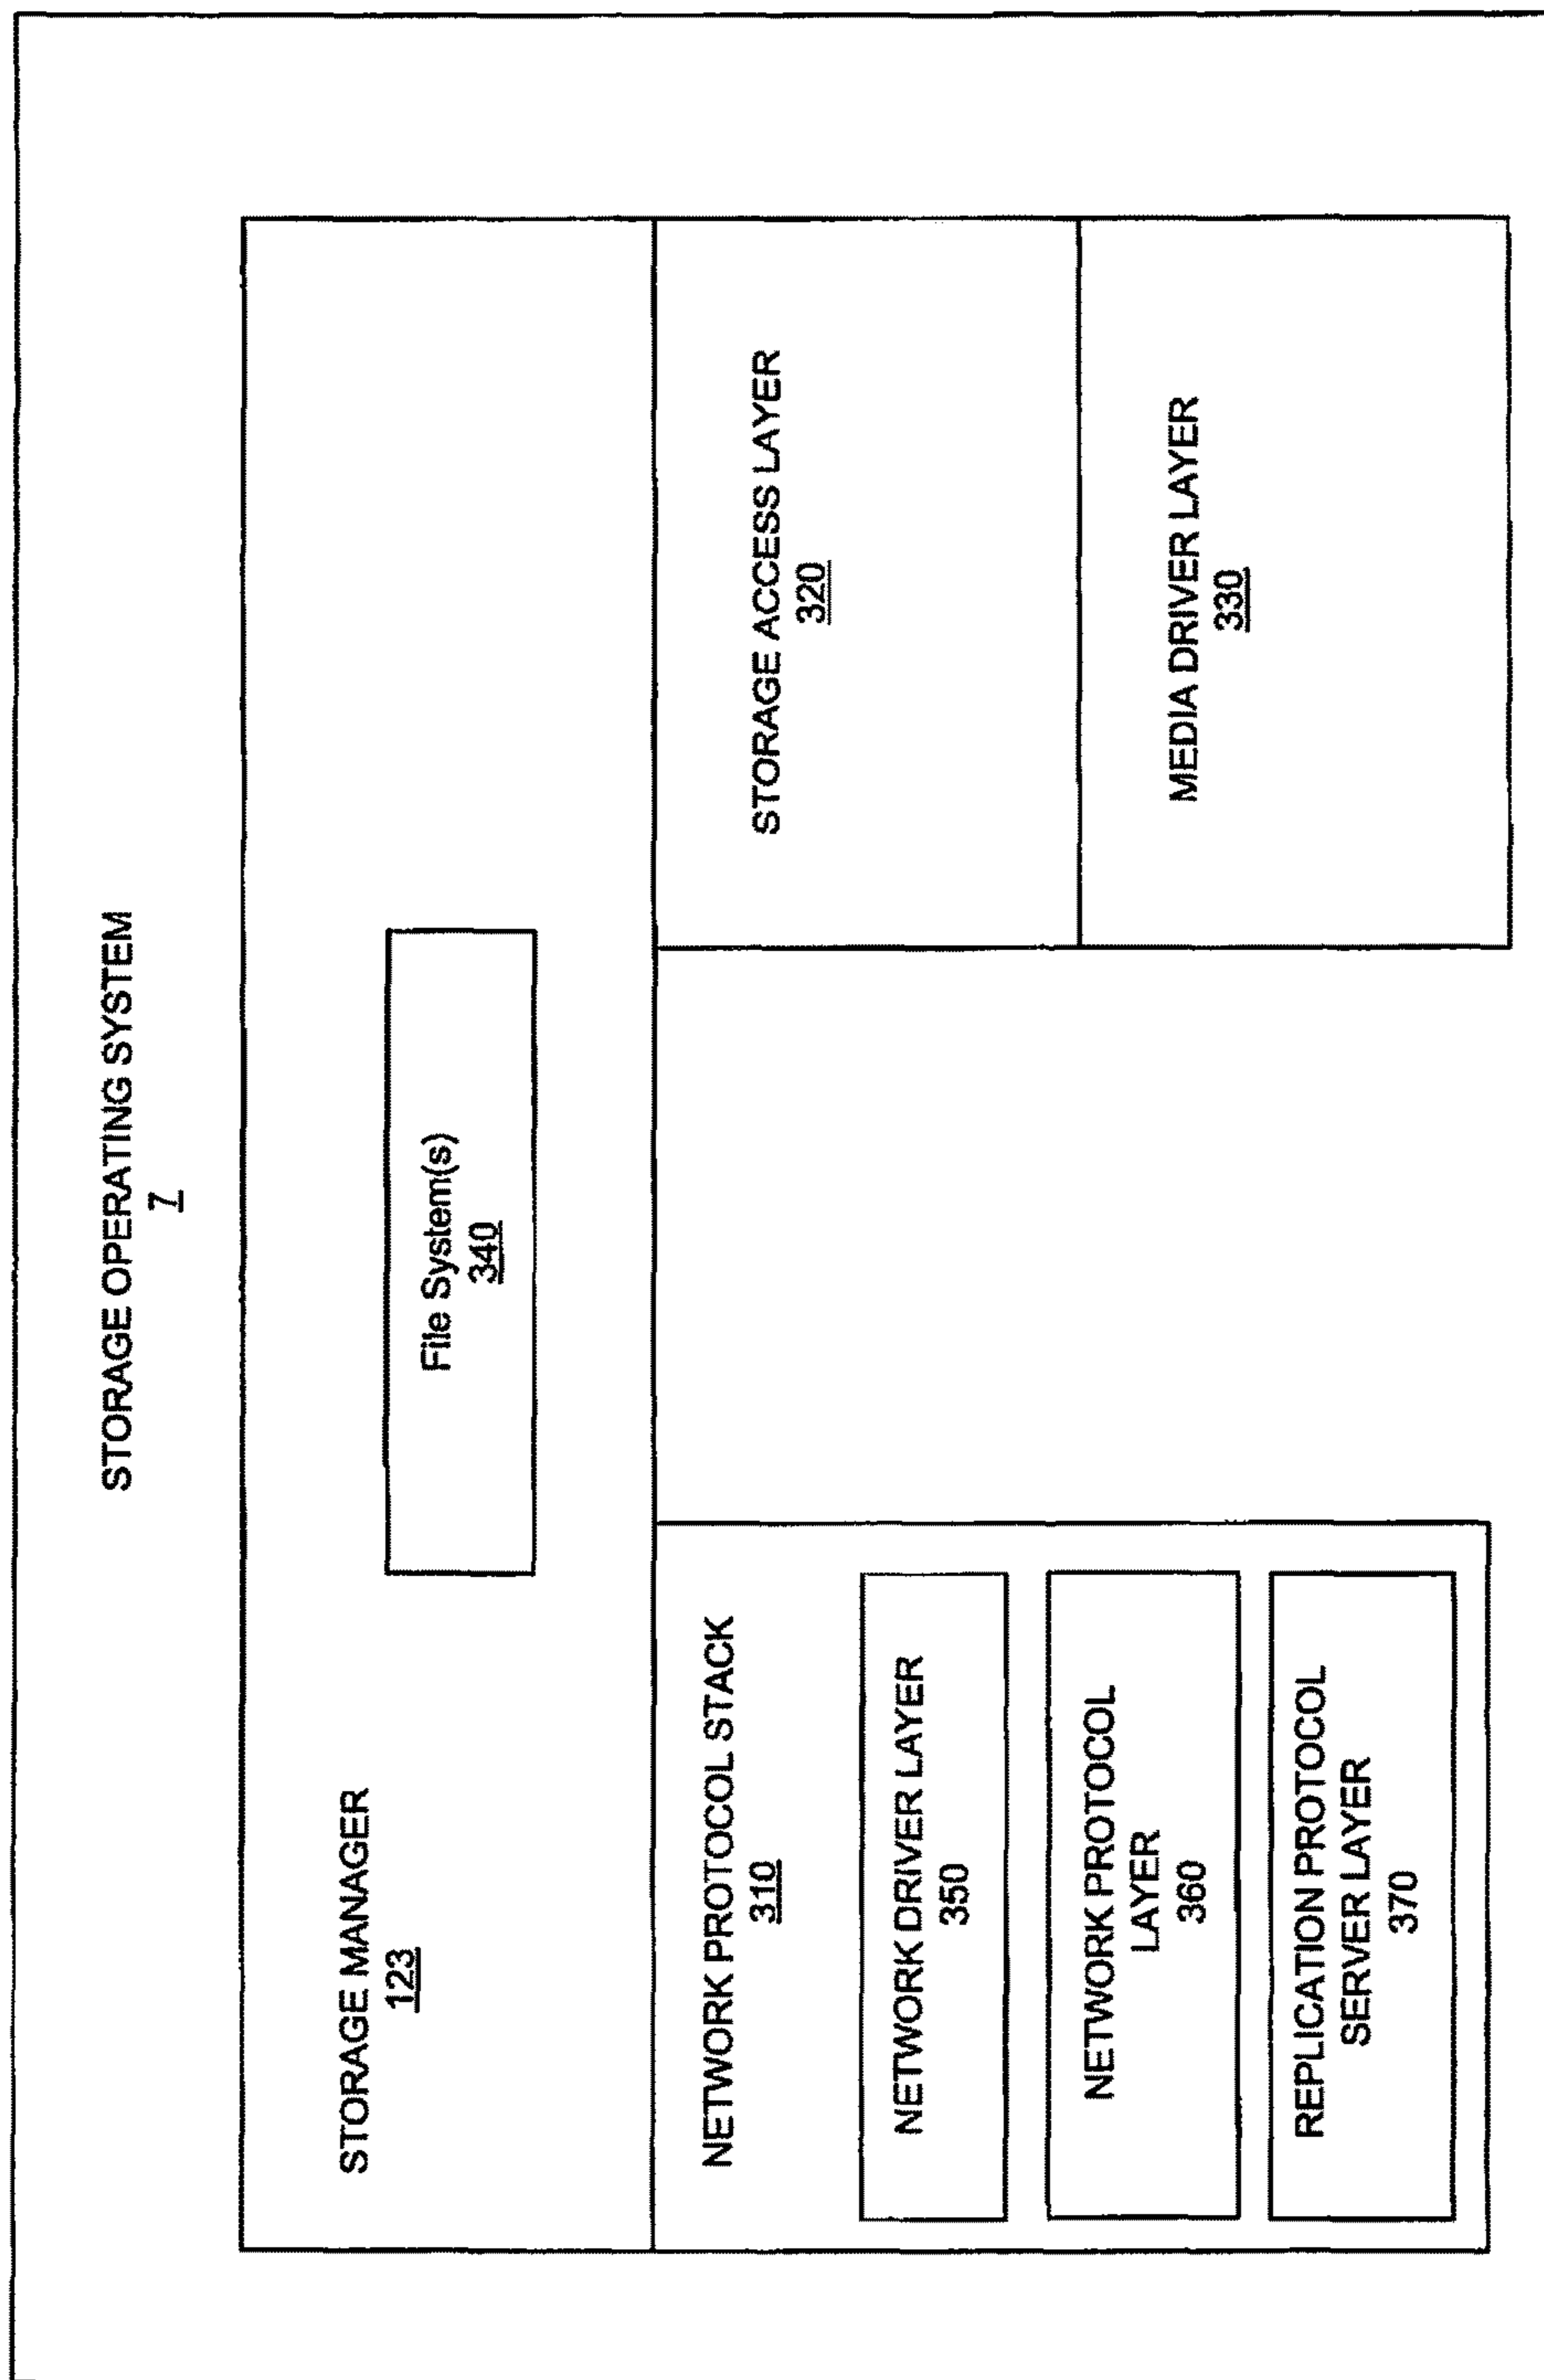 STORAGE OPERATING SYSTEM
7
STORAGE MANAGER
123
File System(s)
340
NETWORK PROTOCOL STACK
310
NETWORK DRIVER LAYER
350
NETWORK PROTOCOL
LAYER
360
REPLICATION PROTOCOL
SERVER LAYER
370
STORAGE ACCESS LAYER
320
MEDIA DRIVER LAYER
330